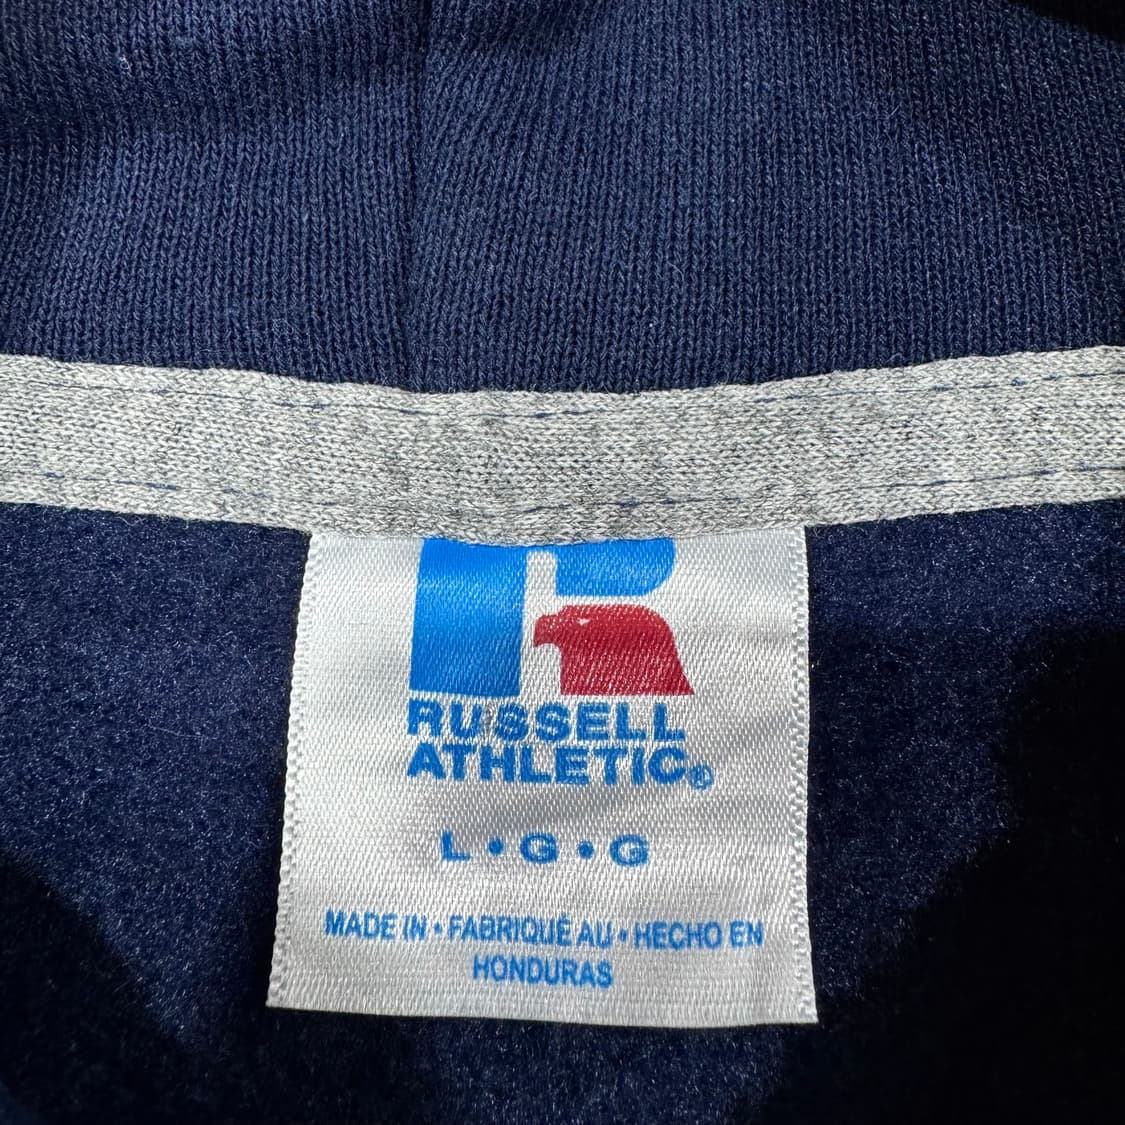 RUSSELL
ATHLETIC®
L • G • G
MADE IN • FABRIQUÉ AU • HECHO EN
HONDURAS